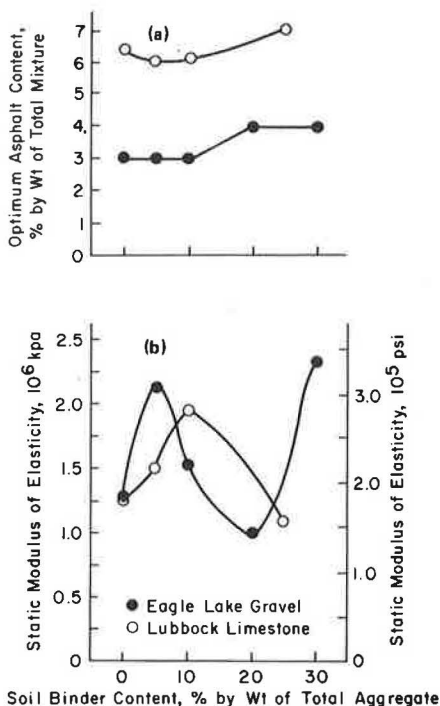 Optimum Asphalt Content,
% by Wt of Total Mixture
7
6
5
4
3
2
1
0
(a)
Static Modulus of Elasticity, 10⁶ kpa
2.5
2.0
1.5
1.0
0.5
0
(b)
Eagle Lake Gravel
Lubbock Limestone
3.0
2.0
1.0
0
Static Modulus of Elasticity, 10⁵ psi
0 10 20 30
Soil Binder Content, % by Wt of Total Aggregate